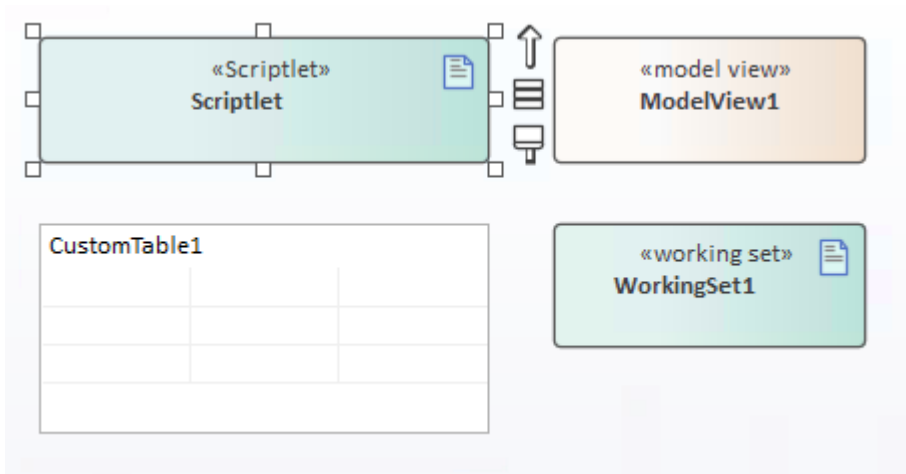 «Scriptlet»
Scriptlet
«model view»
ModelView1
CustomTable1
«working set»
WorkingSet1